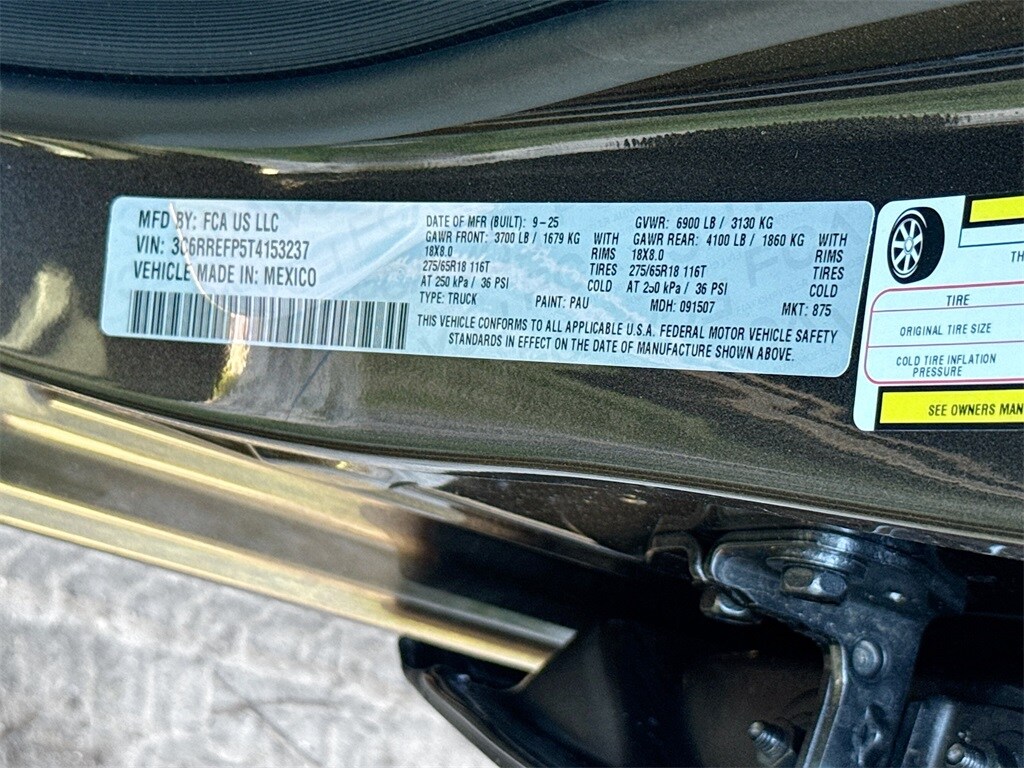 MFD BY: FCA US LLC
VIN: 3C6RREFP5T4153237
VEHICLE MADE IN: MEXICO
DATE OF MFR (BUILT): 9-25 GVWR: 6900 LB / 3130 KG
GAWR FRONT: 3700 LB / 1679 KG WITH GAWR REAR: 4100 LB / 1860 KG WITH
18X8.0 RIMS 18X8.0 RIMS
275/65R18 116T TIRES 275/65R18 116T TIRES
AT 250 kPa / 36 PSI COLD AT 250 kPa / 36 PSI COLD
TYPE: TRUCK PAINT: PAU MDH: 091507 MKT: 875
THIS VEHICLE CONFORMS TO ALL APPLICABLE U.S.A. FEDERAL MOTOR VEHICLE SAFETY
STANDARDS IN EFFECT ON THE DATE OF MANUFACTURE SHOWN ABOVE.
TH
TIRE
ORIGINAL TIRE SIZE
COLD TIRE INFLATION
PRESSURE
SEE OWNERS MAN